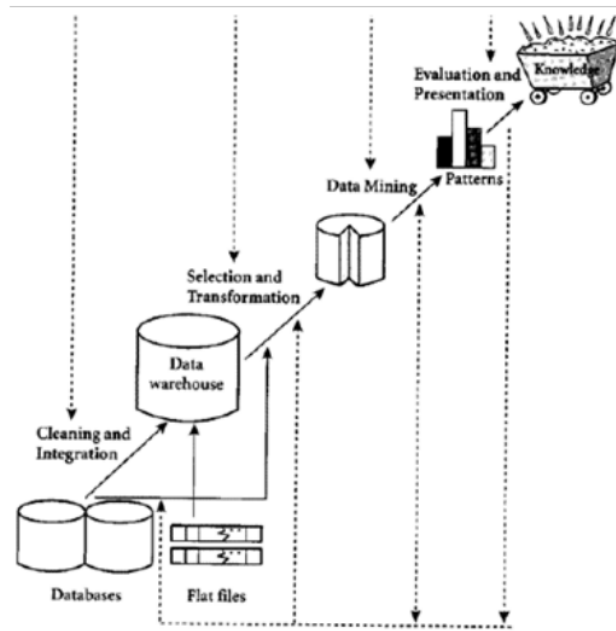 Evaluation and
Presentation
Knowledge
Data Mining
Patterns
Selection and
Transformation
Data
warehouse
Cleaning and
Integration
Databases
Flat files